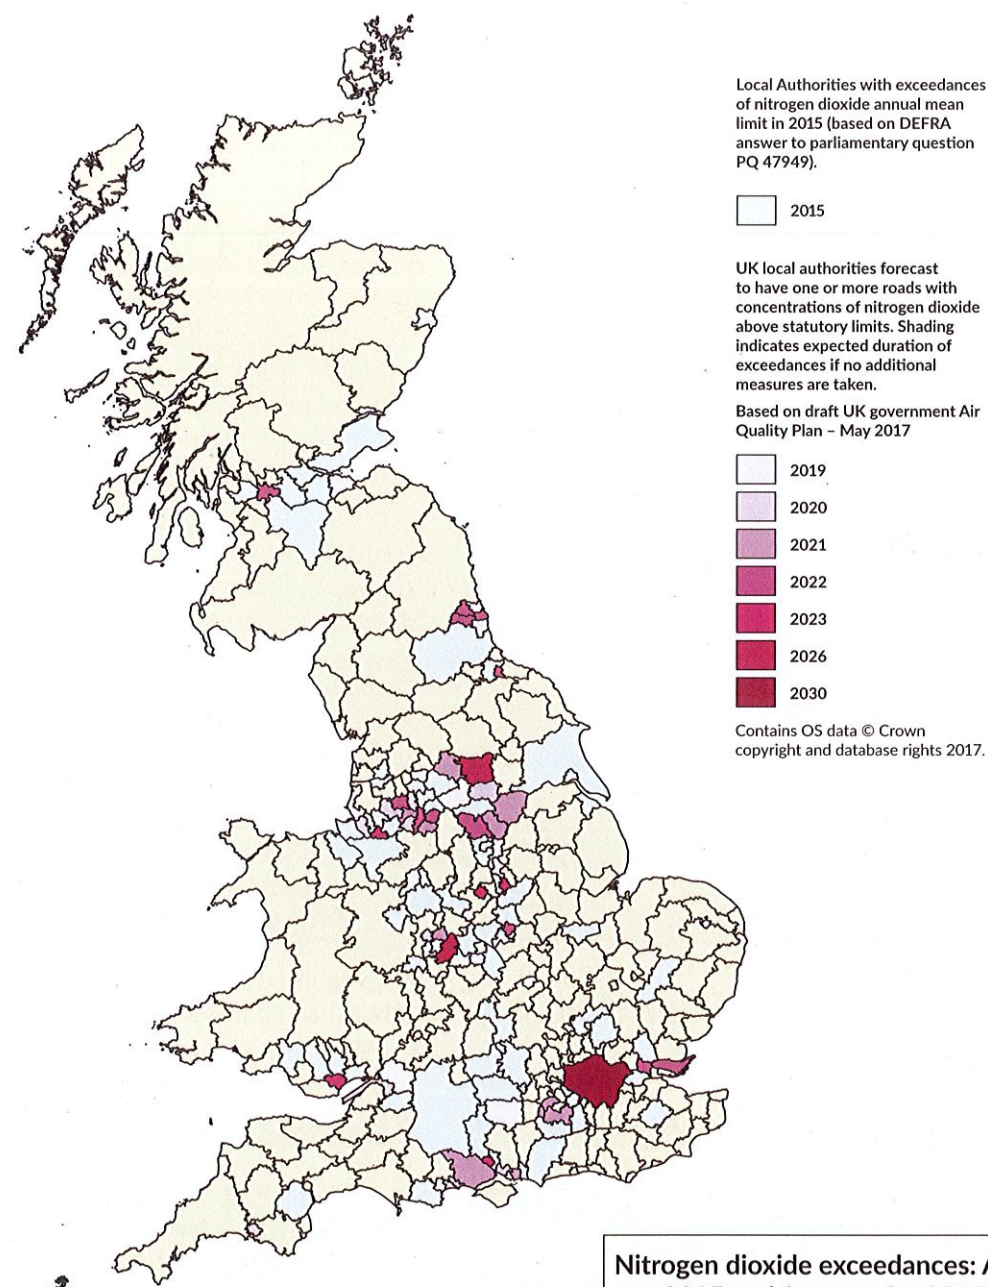 Local Authorities with exceedances
of nitrogen dioxide annual mean
limit in 2015 (based on DEFRA
answer to parliamentary question
PQ 47949).
2015
UK local authorities forecast
to have one or more roads with
concentrations of nitrogen dioxide
above statutory limits. Shading
indicates expected duration of
exceedances if no additional
measures are taken.
Based on draft UK government Air
Quality Plan – May 2017
2019
2020
2021
2022
2023
2026
2030
Contains OS data © Crown
copyright and database rights 2017.
Nitrogen dioxide exceedances: